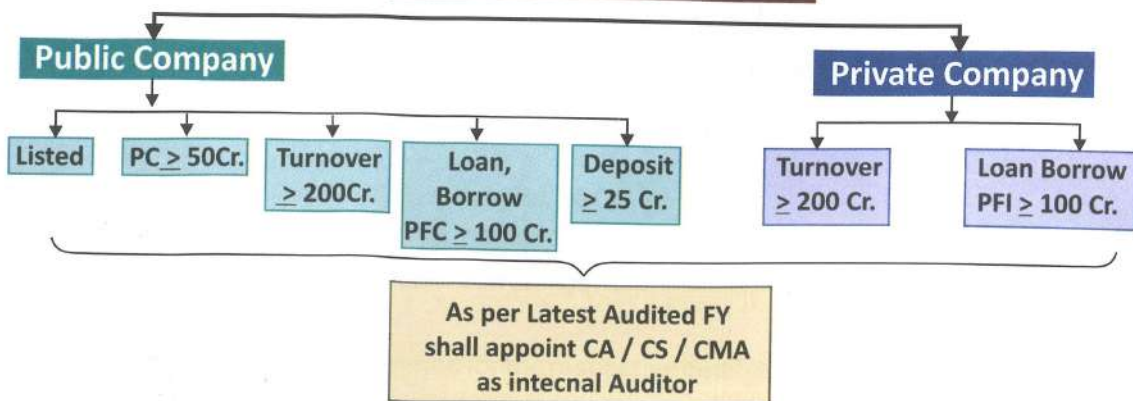 Public Company
Private Company
Listed
PC ≥ 50Cr.
Turnover
≥ 200Cr.
Loan,
Borrow
PFC ≥ 100 Cr.
Deposit
≥ 25 Cr.
Turnover
≥ 200 Cr.
Loan Borrow
PFI ≥ 100 Cr.
As per Latest Audited FY
shall appoint CA / CS / CMA
as intecnal Auditor